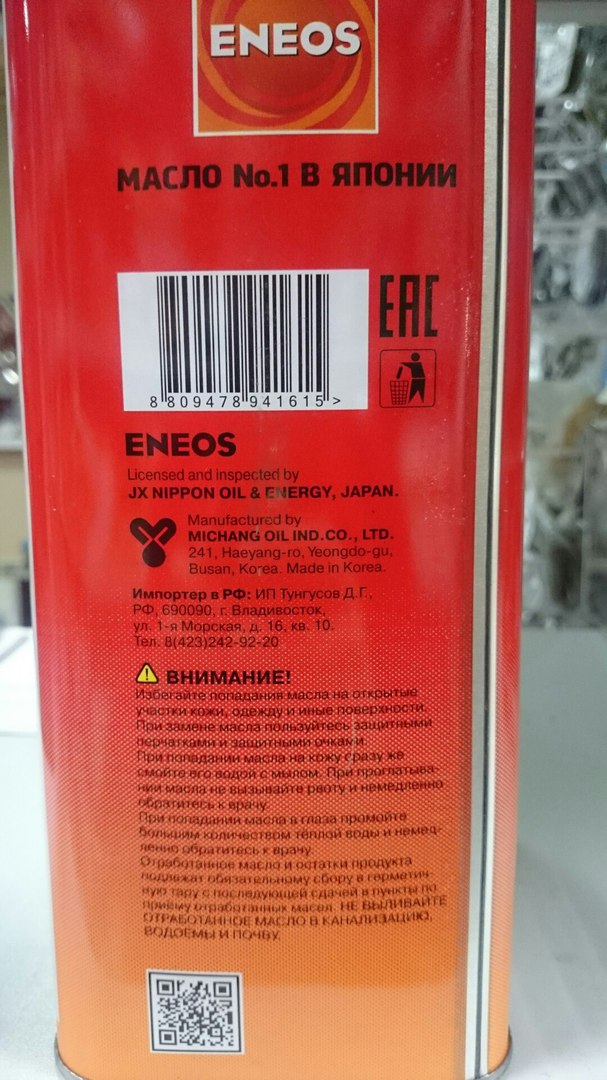 ENEOS
МАСЛО No.1 В ЯПОНИИ
EAC
8 809478 941615 >
ENEOS
Licensed and inspected by
JX NIPPON OIL & ENERGY, JAPAN.
Manufactured by
MICHANG OIL IND.CO., LTD.
241, Haeyang-ro, Yeongdo-gu,
Busan, Korea. Made in Korea.
Импортер в РФ: ИП Тунгусов Д.Г.,
РФ, 690090, г. Владивосток,
ул. 1-я Морская, д. 16, кв. 10.
Тел. 8(423)242-92-20
ВНИМАНИЕ!
Избегайте попадания масла на открытые
участки кожи, одежду и иные поверхности.
При замене масла пользуйтесь защитными
перчатками и защитными очками.
При попадании масла на кожу сразу же
смойте его водой с мылом. При проглатыва-
нии масла не вызывайте рвоту и немедленно
обратитесь к врачу.
При попадании масла в глаза промойте
большим количеством тёплой воды и немед-
ленно обратитесь к врачу.
Отработанное масло и остатки продукта
подлежат обязательному сбору в герметич-
ную тару с последующей сдачей в пункты по
приёму отработанных масел. НЕ ВЫЛИВАЙТЕ
ОТРАБОТАННОЕ МАСЛО В КАНАЛИЗАЦИЮ,
ВОДОЕМЫ И ПОЧВУ.